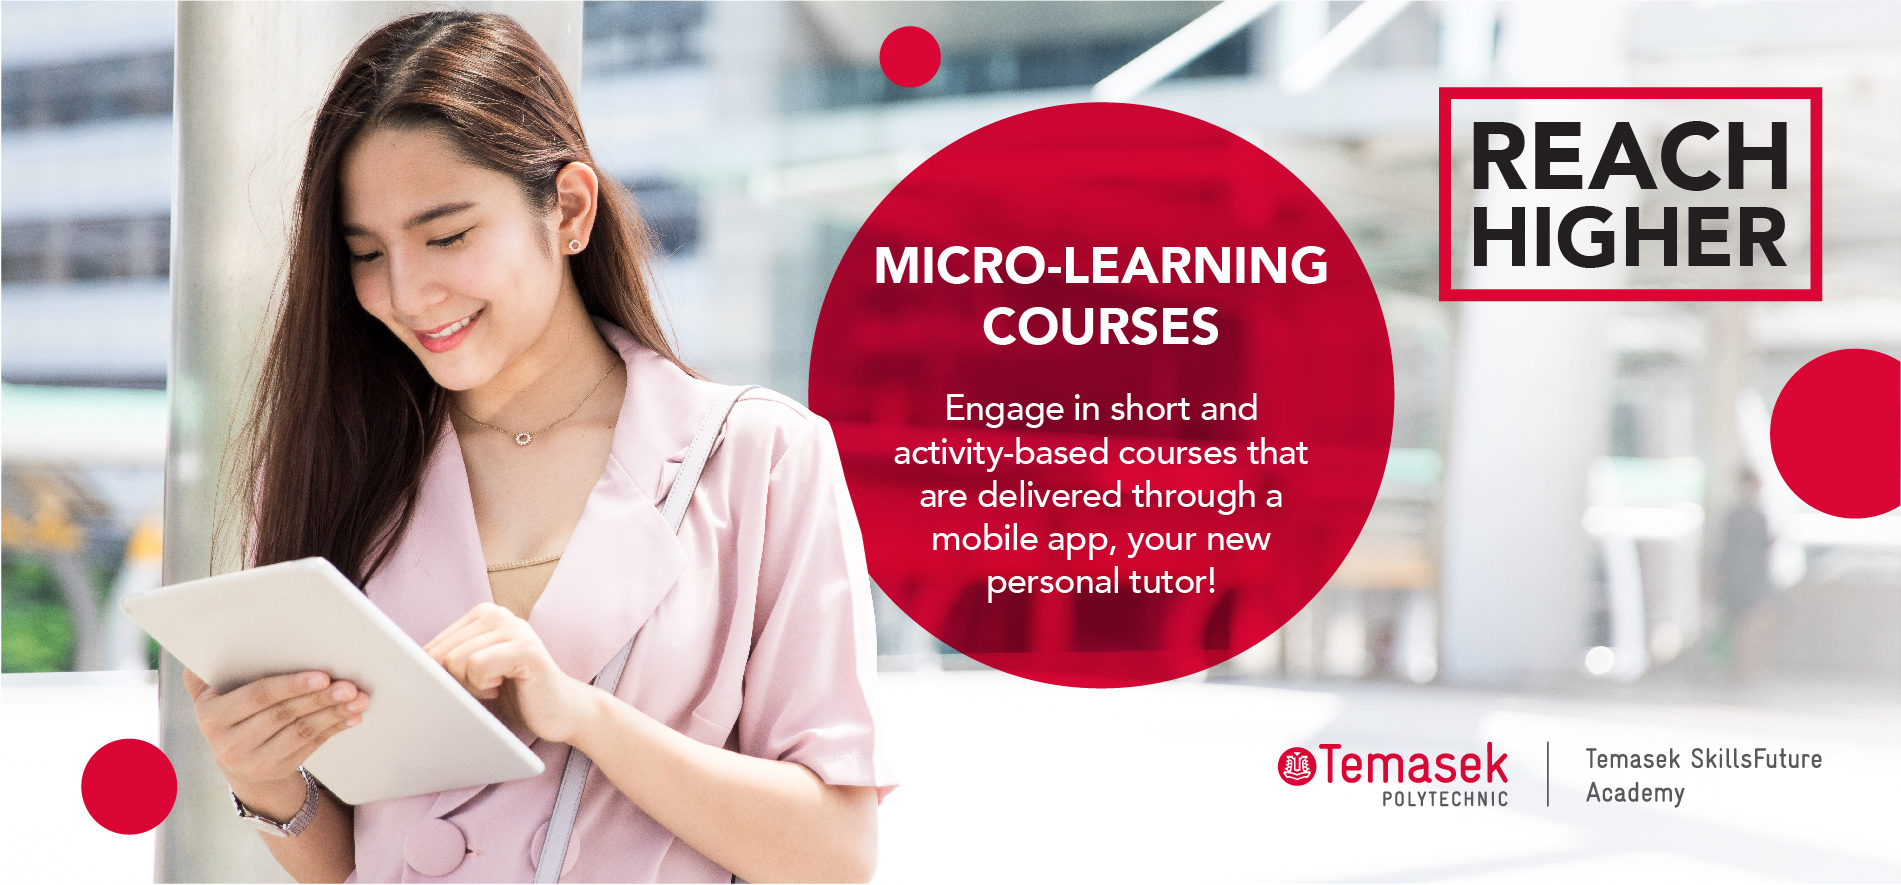 MICRO-LEARNING
COURSES
Engage in short and
activity-based courses that
are delivered through a
mobile app, your new
personal tutor!
REACH
HIGHER
Temasek
POLYTECHNIC
Temasek SkillsFuture
Academy